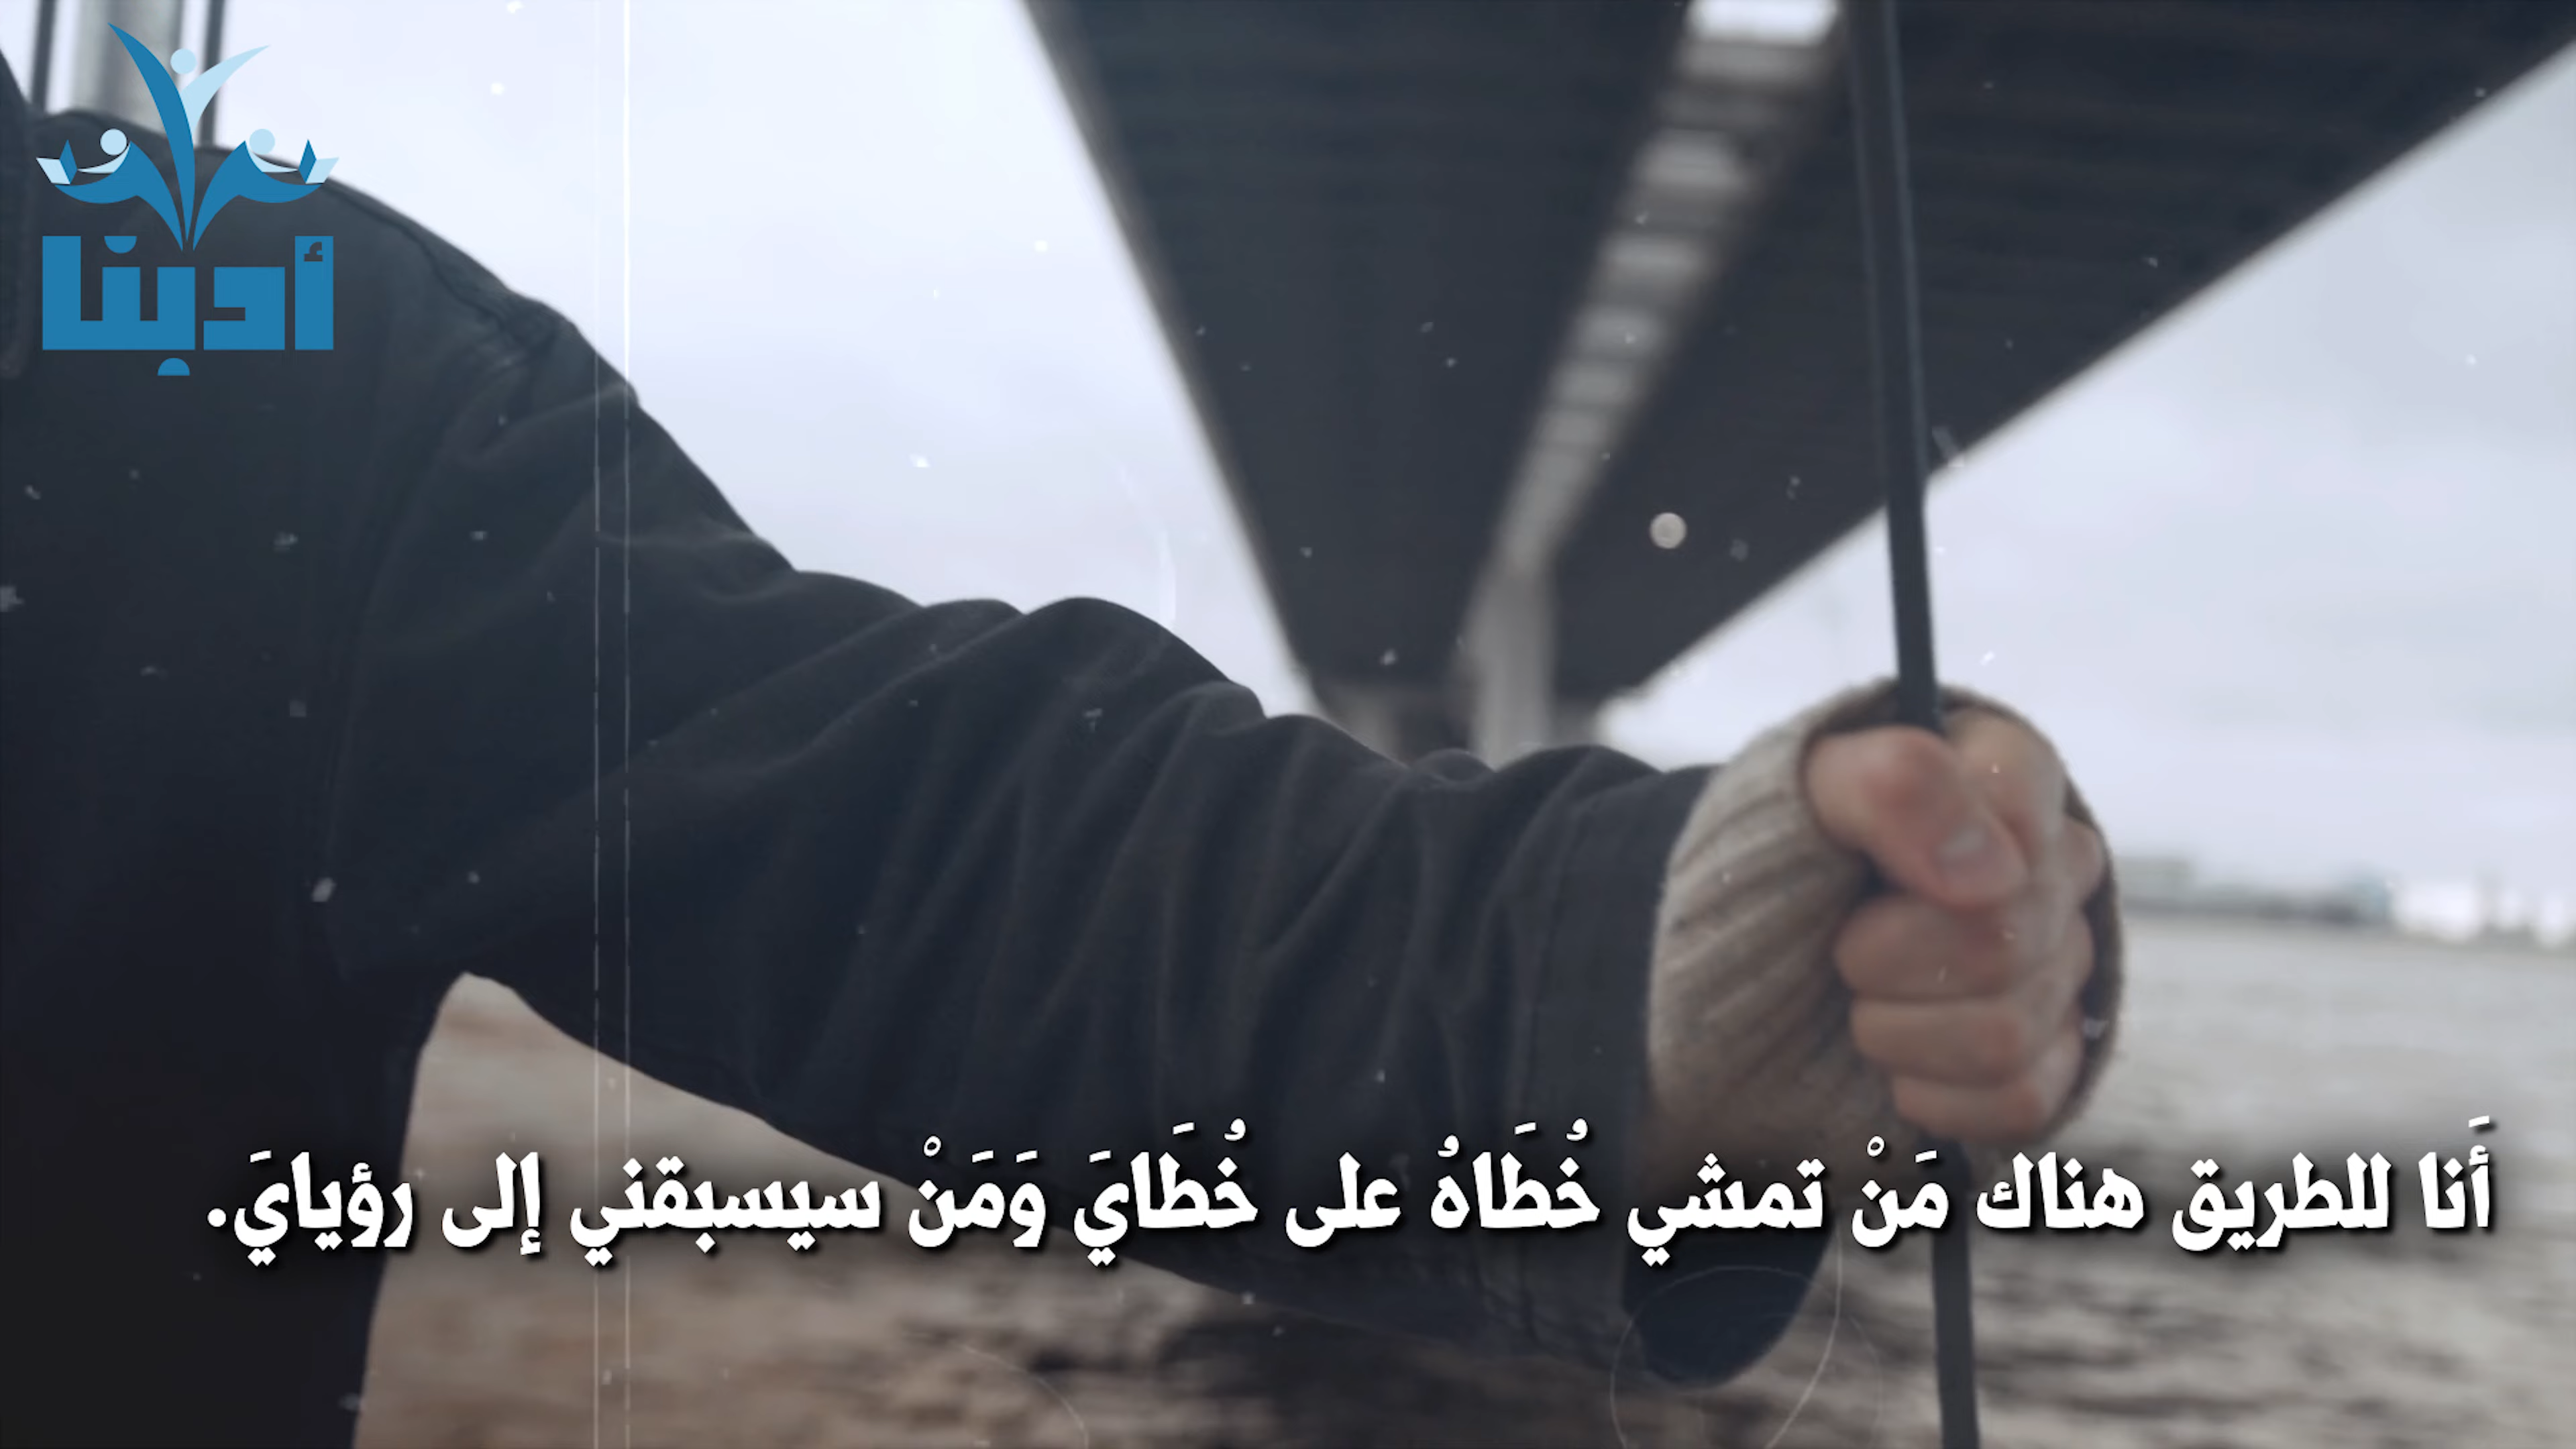 أدبنا
أَنا للطريق هناك مَنْ تمشي خُطَاهُ على خُطَايَ وَمَنْ سيسبقني إلى رؤيايَ.